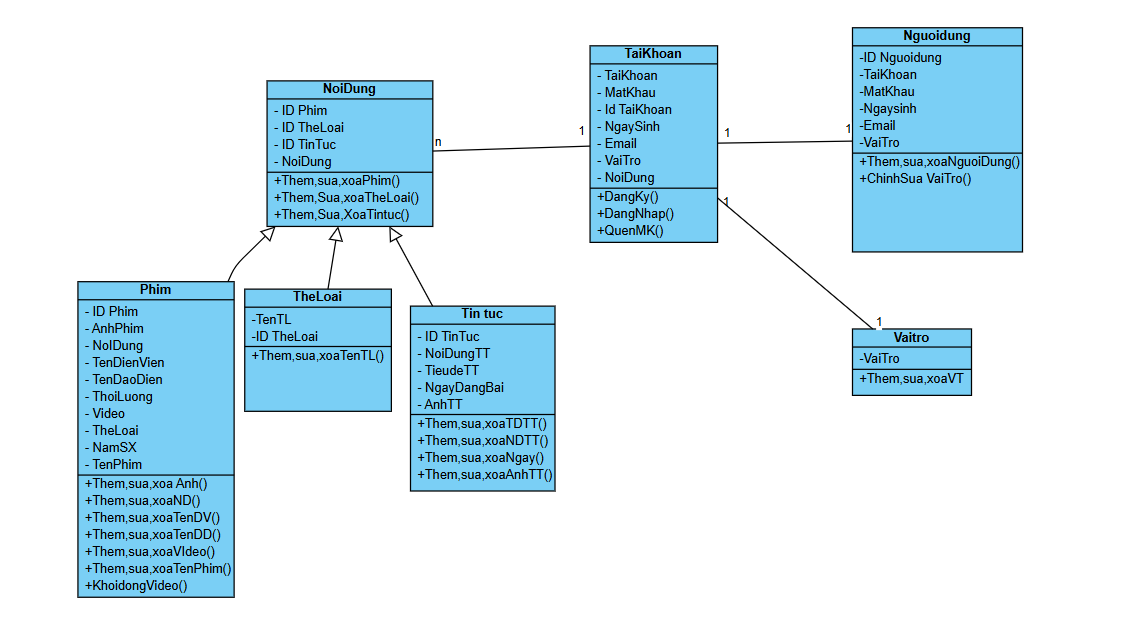 NoiDung
- ID Phim
- ID TheLoai
- ID TinTuc
- NoiDung
+Them,sua,xoaPhim()
+Them,Sua,xoaTheLoai()
+Them,Sua,XoaTintuc()
n
1
TaiKhoan
- TaiKhoan
- MatKhau
- Id TaiKhoan
- NgaySinh
- Email
- VaiTro
- NoiDung
+DangKy()
+DangNhap()
+QuenMK()
1
1
Nguoidung
-ID Nguoidung
-TaiKhoan
-MatKhau
-Ngaysinh
-Email
-VaiTro
+Them,sua,xoaNguoiDung()
+ChinhSua VaiTro()
1
1
Vaitro
-VaiTro
+Them,sua,xoaVT
Phim
- ID Phim
- AnhPhim
- NoIDung
- TenDienVien
- TenDaoDien
- ThoiLuong
- Video
- TheLoai
- NamSX
- TenPhim
+Them,sua,xoa Anh()
+Them,sua,xoaND()
+Them,sua,xoaTenDV()
+Them,sua,xoaTenDD()
+Them,sua,xoaVIdeo()
+Them,sua,xoaTenPhim()
+KhoidongVideo()
TheLoai
-TenTL
-ID TheLoai
+Them,sua,xoaTenTL()
Tin tuc
- ID TinTuc
- NoiDungTT
- TieudeTT
- NgayDangBai
- AnhTT
+Them,sua,xoaTDTT()
+Them,sua,xoaNDTT()
+Them,sua,xoaNgay()
+Them,sua,xoaAnhTT()